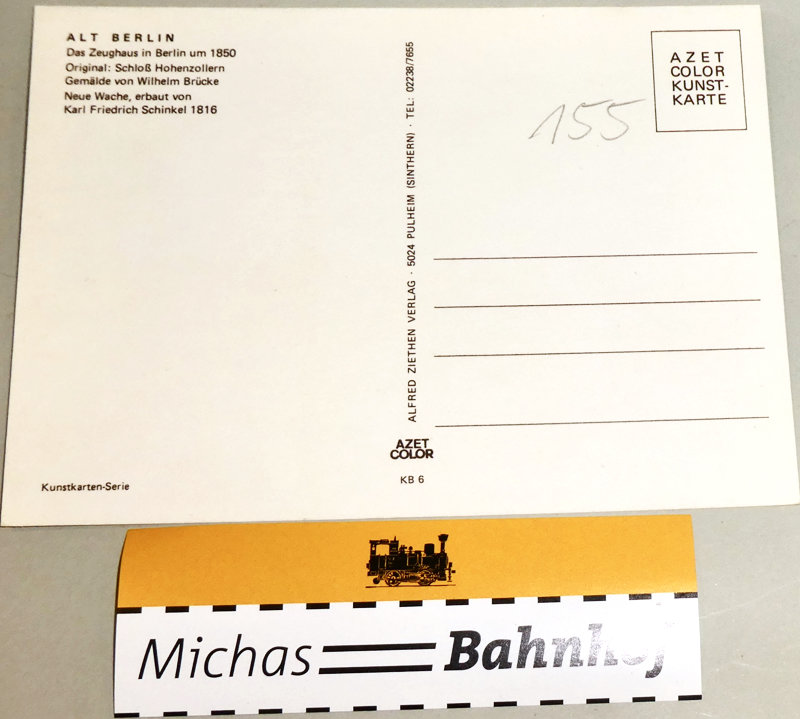 ALT BERLIN
Das Zeughaus in Berlin um 1850
Original: Schloß Hohenzollern
Gemälde von Wilhelm Brücke
Neue Wache, erbaut von
Karl Friedrich Schinkel 1816
Kunstkarten-Serie
ALFRED ZIETHEN VERLAG · 5024 PULHEIM (SINTHERN) · TEL: 02238/7655
AZET
COLOR
KB 6
155
AZET
COLOR
KUNST-
KARTE
Michas Bahnhof